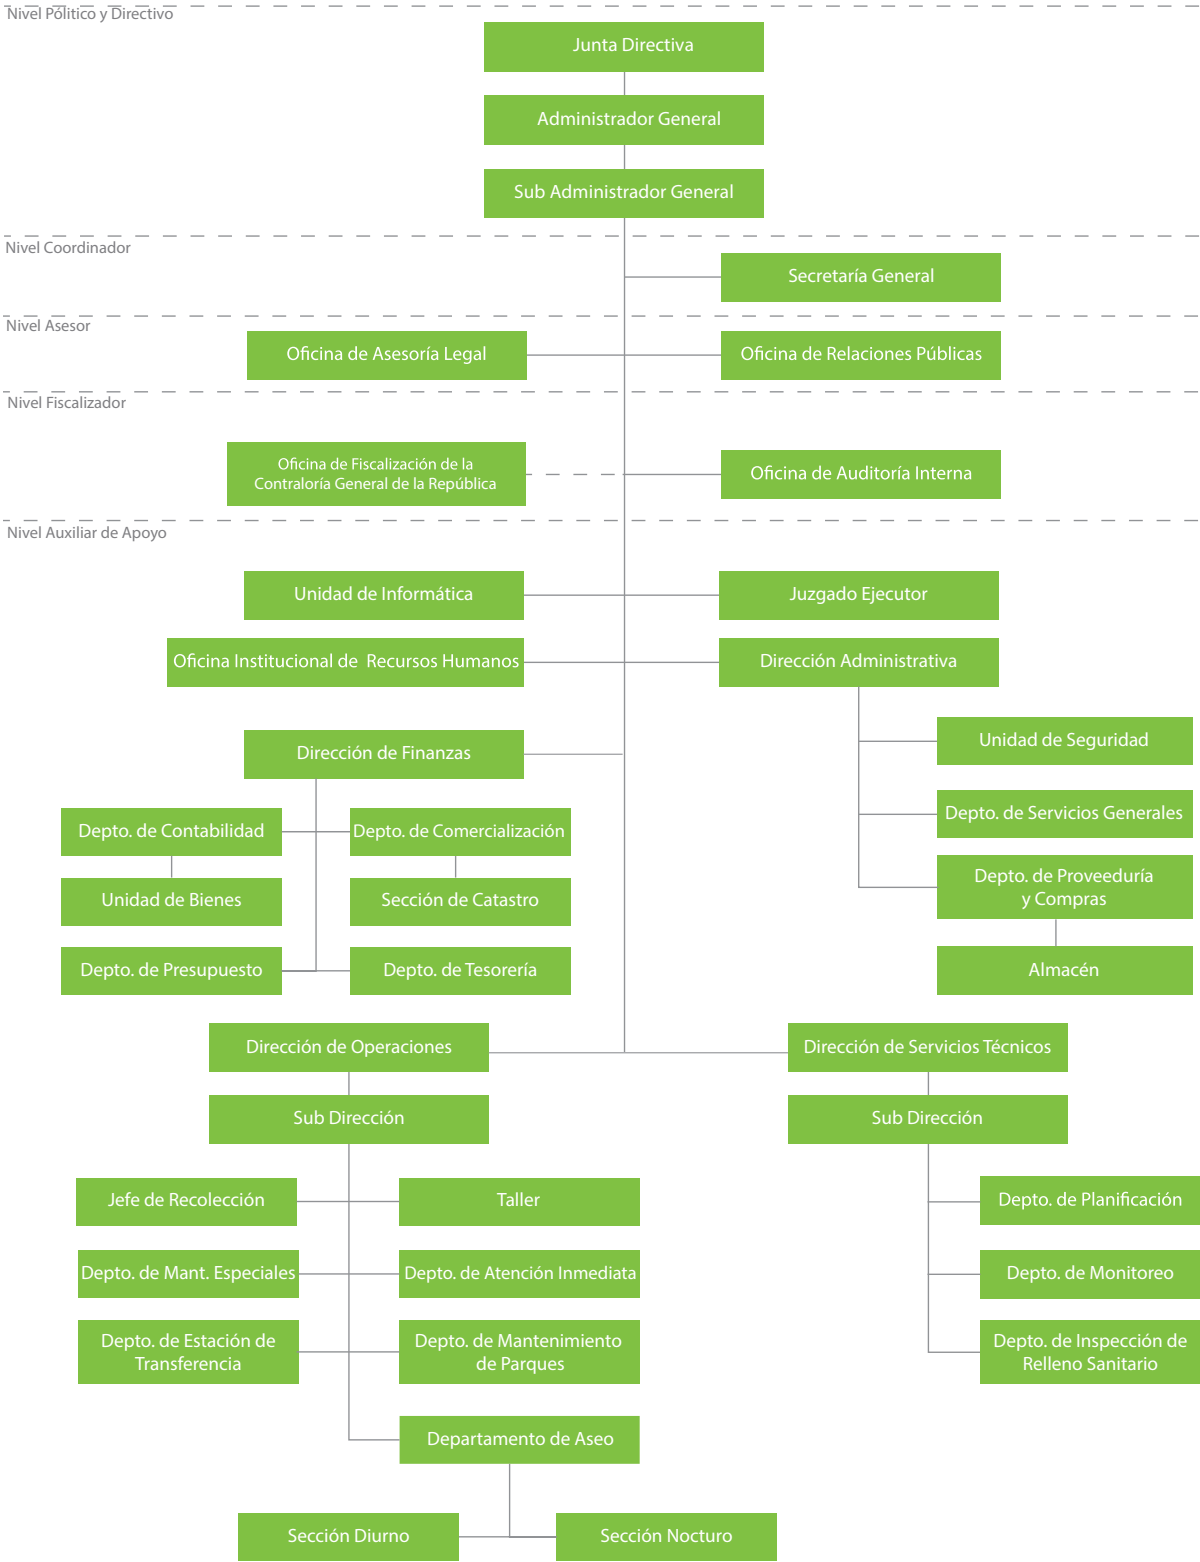 Nivel Pólitico y Directivo
Junta Directiva
Administrador General
Sub Administrador General
Nivel Coordinador
Secretaría General
Nivel Asesor
Oficina de Asesoría Legal
Oficina de Relaciones Públicas
Nivel Fiscalizador
Oficina de Fiscalización de la
Contraloría General de la República
Oficina de Auditoría Interna
Nivel Auxiliar de Apoyo
Unidad de Informática
Juzgado Ejecutor
Oficina Institucional de Recursos Humanos
Dirección Administrativa
Unidad de Seguridad
Dirección de Finanzas
Depto. de Servicios Generales
Depto. de Contabilidad
Depto. de Comercialización
Depto. de Proveeduría
y Compras
Unidad de Bienes
Sección de Catastro
Depto. de Presupuesto
Depto. de Tesorería
Almacén
Dirección de Operaciones
Dirección de Servicios Técnicos
Sub Dirección
Sub Dirección
Jefe de Recolección
Taller
Depto. de Planificación
Depto. de Mant. Especiales
Depto. de Atención Inmediata
Depto. de Monitoreo
Depto. de Estación de
Transferencia
Depto. de Mantenimiento
de Parques
Depto. de Inspección de
Relleno Sanitario
Departamento de Aseo
Sección Diurno
Sección Nocturo